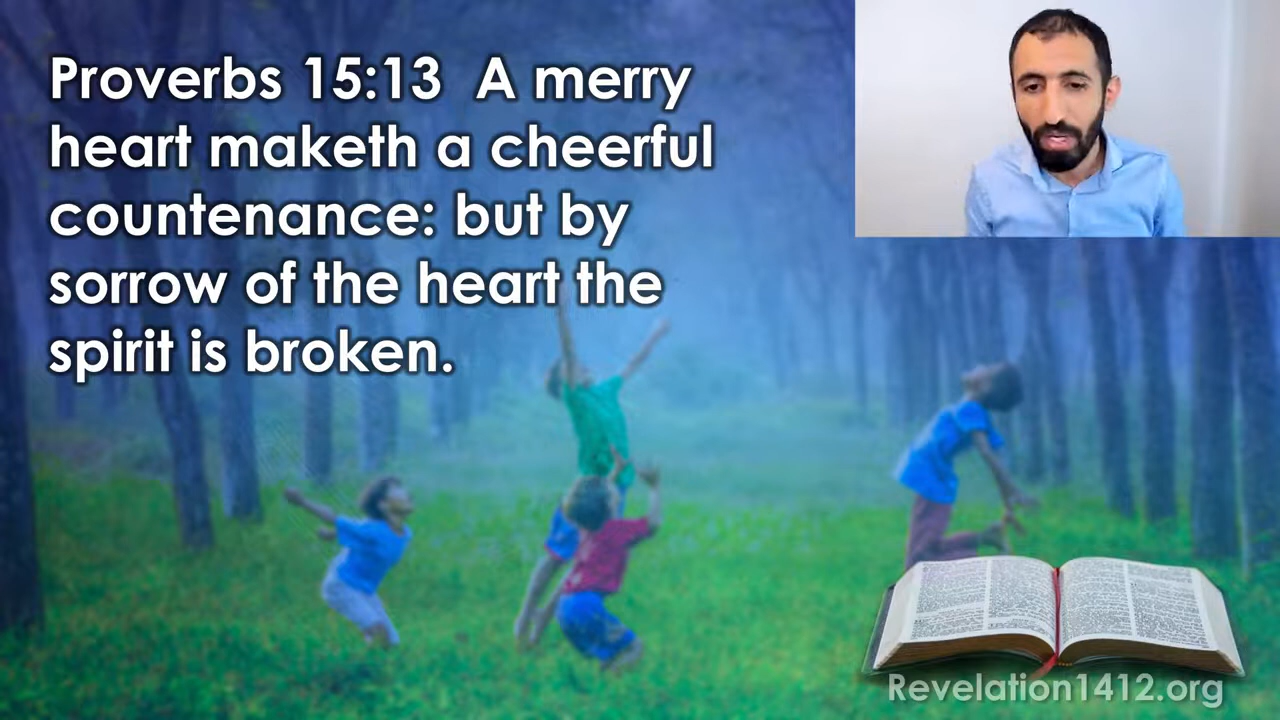 Proverbs 15:13  A merry
heart maketh a cheerful
countenance: but by
sorrow of the heart the
spirit is broken.
Revelation1412.org